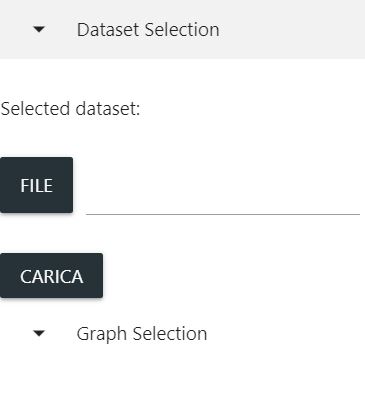 Dataset Selection
Selected dataset:
FILE
CARICA
Graph Selection